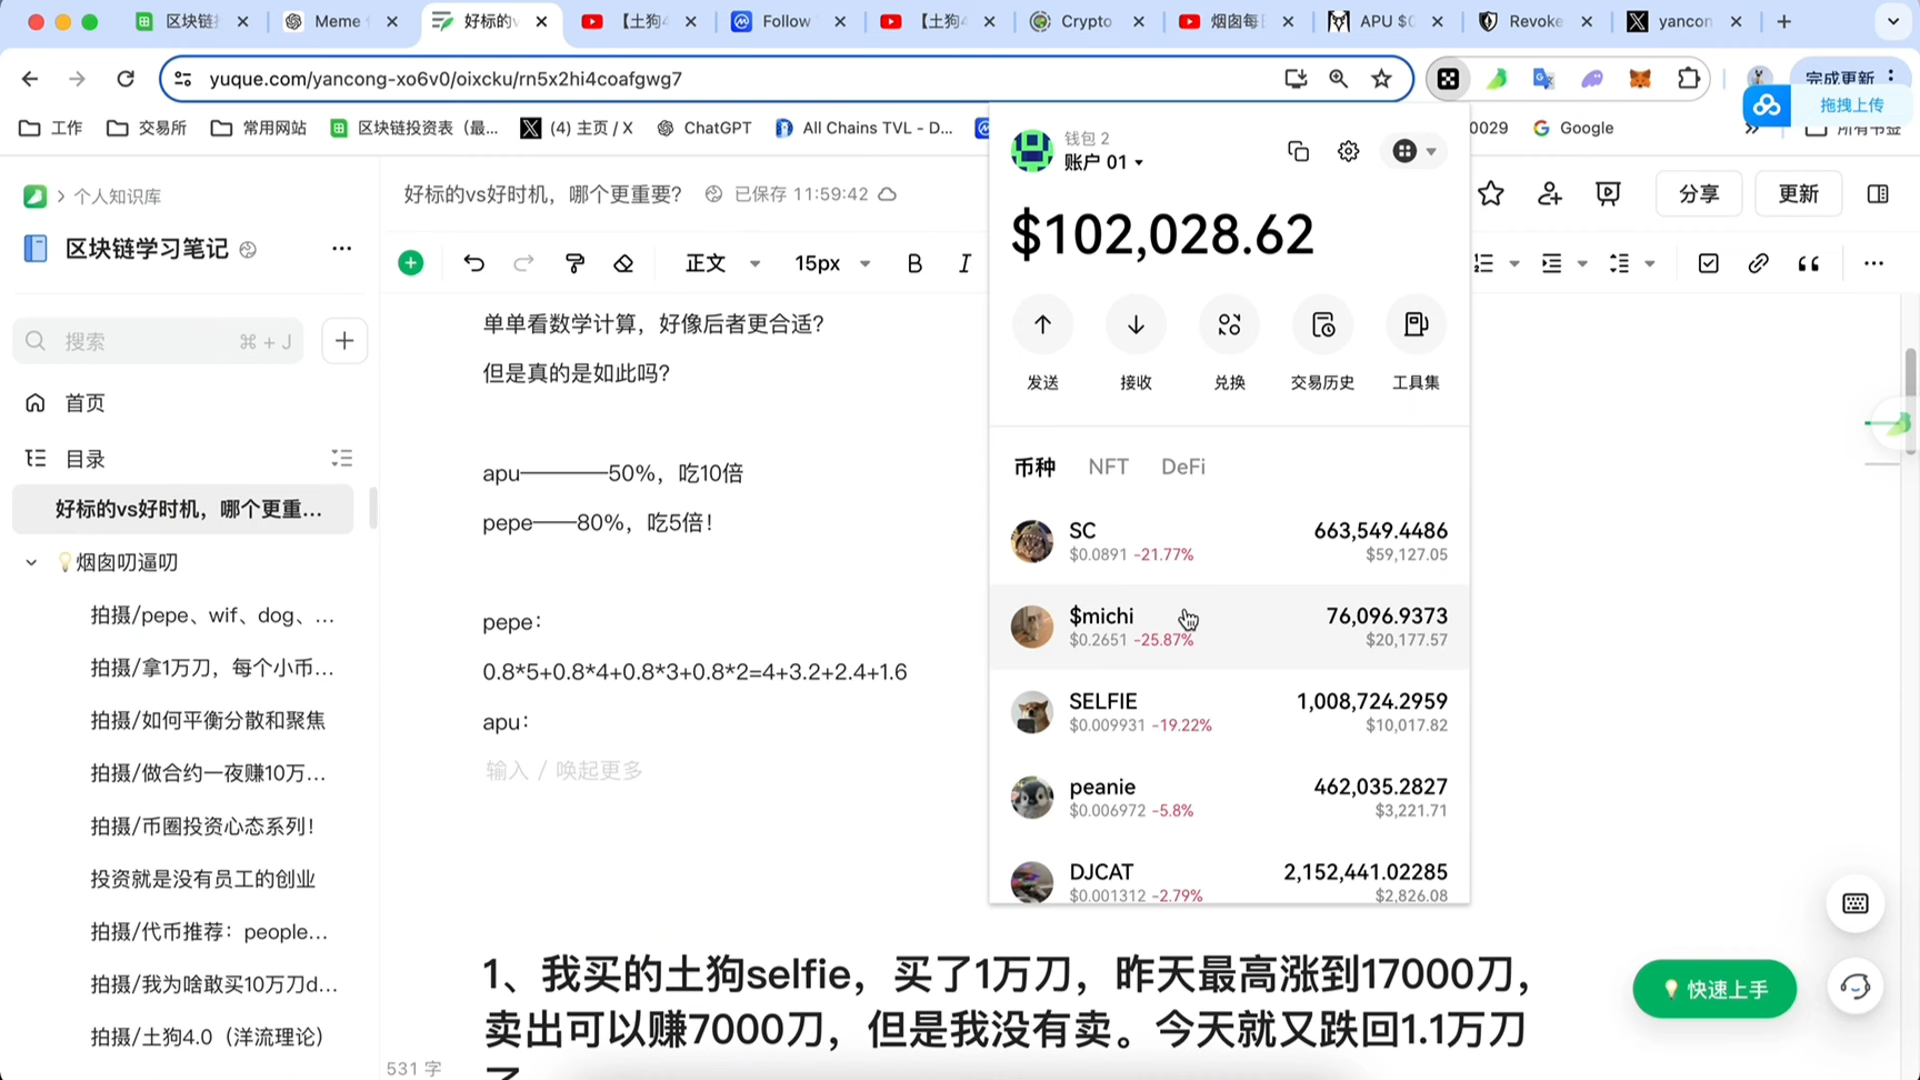 区块链
Meme
好标的v
【土狗
Follow
【土狗
Crypto
烟囱每
APU $
Revoke
yancon
yuque.com/yancong-xo6v0/oixcku/rn5x2hi4coafgwg7
完成更新
拖拽上传
工作
交易所
常用网站
区块链投资表（最...
(4) 主页 / X
ChatGPT
All Chains TVL - D...
0029
Google
所有书签
个人知识库
区块链学习笔记
搜索
⌘ + J
首页
目录
好标的vs好时机，哪个更重...
💡烟囱叨逼叨
拍摄/pepe、wif、dog、...
拍摄/拿1万刀，每个小币...
拍摄/如何平衡分散和聚焦
拍摄/做合约一夜赚10万...
拍摄/币圈投资心态系列！
投资就是没有员工的创业
拍摄/代币推荐：people...
拍摄/我为啥敢买10万刀d...
拍摄/土狗4.0（洋流理论）
好标的vs好时机，哪个更重要?
已保存 11:59:42
分享
更新
正文
15px
B
I
单单看数学计算，好像后者更合适?
但是真的是如此吗?
apu————50%，吃10倍
pepe——80%，吃5倍！
pepe：
0.8*5+0.8*4+0.8*3+0.8*2=4+3.2+2.4+1.6
apu：
输入 / 唤起更多
1、我买的土狗selfie，买了1万刀，昨天最高涨到17000刀，
卖出可以赚7000刀，但是我没有卖。今天就又跌回1.1万刀
531 字
快速上手
钱包 2
账户 01
$102,028.62
发送
接收
兑换
交易历史
工具集
币种
NFT
DeFi
SC
663,549.4486
$0.0891 -21.77%
$59,127.05
$michi
76,096.9373
$0.2651 -25.87%
$20,177.57
SELFIE
1,008,724.2959
$0.009931 -19.22%
$10,017.82
peanie
462,035.2827
$0.006972 -5.8%
$3,221.71
DJCAT
2,152,441.02285
$0.001312 -2.79%
$2,826.08